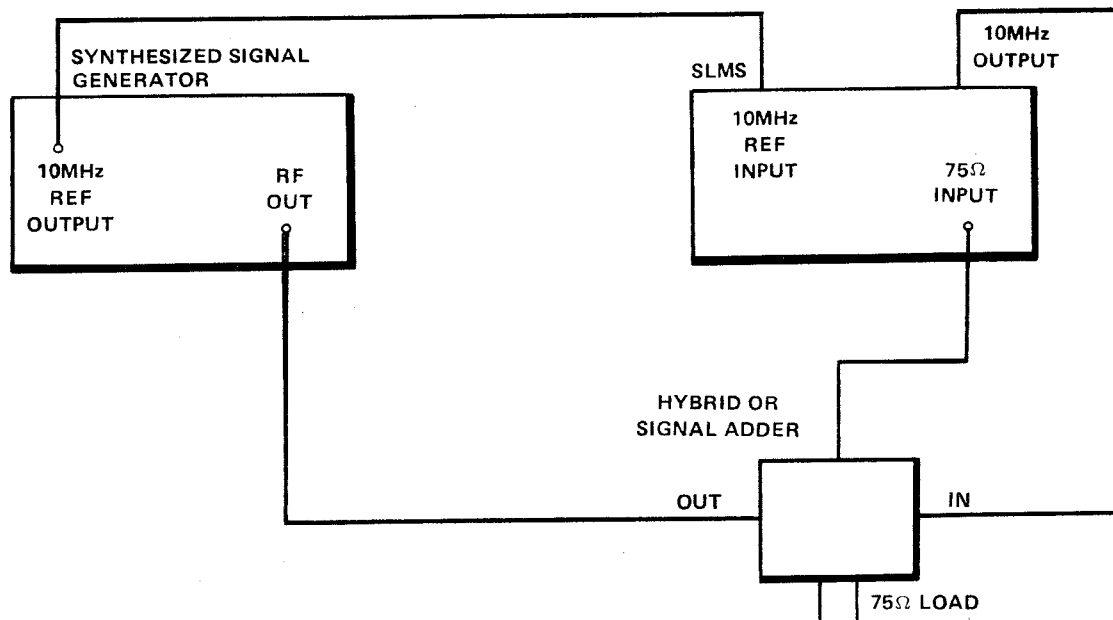 SYNTHESIZED SIGNAL
GENERATOR
10MHz
REF
OUTPUT
RF
OUT
SLMS
10MHz
OUTPUT
10MHz
REF
INPUT
75Ω
INPUT
HYBRID OR
SIGNAL ADDER
OUT
IN
75Ω LOAD